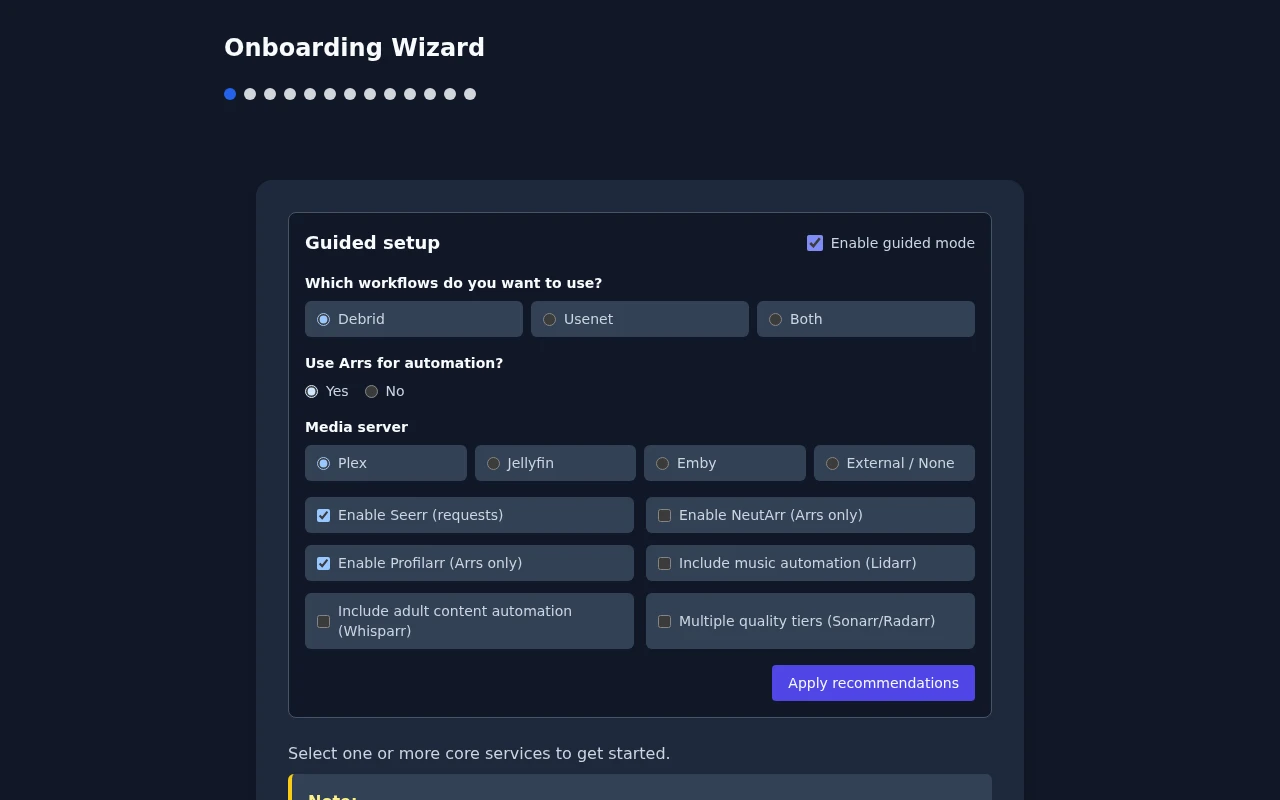 Onboarding Wizard
Guided setup
Enable guided mode
Which workflows do you want to use?
Debrid
Usenet
Both
Use Arrs for automation?
Yes
No
Media server
Plex
Jellyfin
Emby
External / None
Enable Seerr (requests)
Enable NeutArr (Arrs only)
Enable Profilarr (Arrs only)
Include music automation (Lidarr)
Include adult content automation
(Whisparr)
Multiple quality tiers (Sonarr/Radarr)
Apply recommendations
Select one or more core services to get started.
Note: